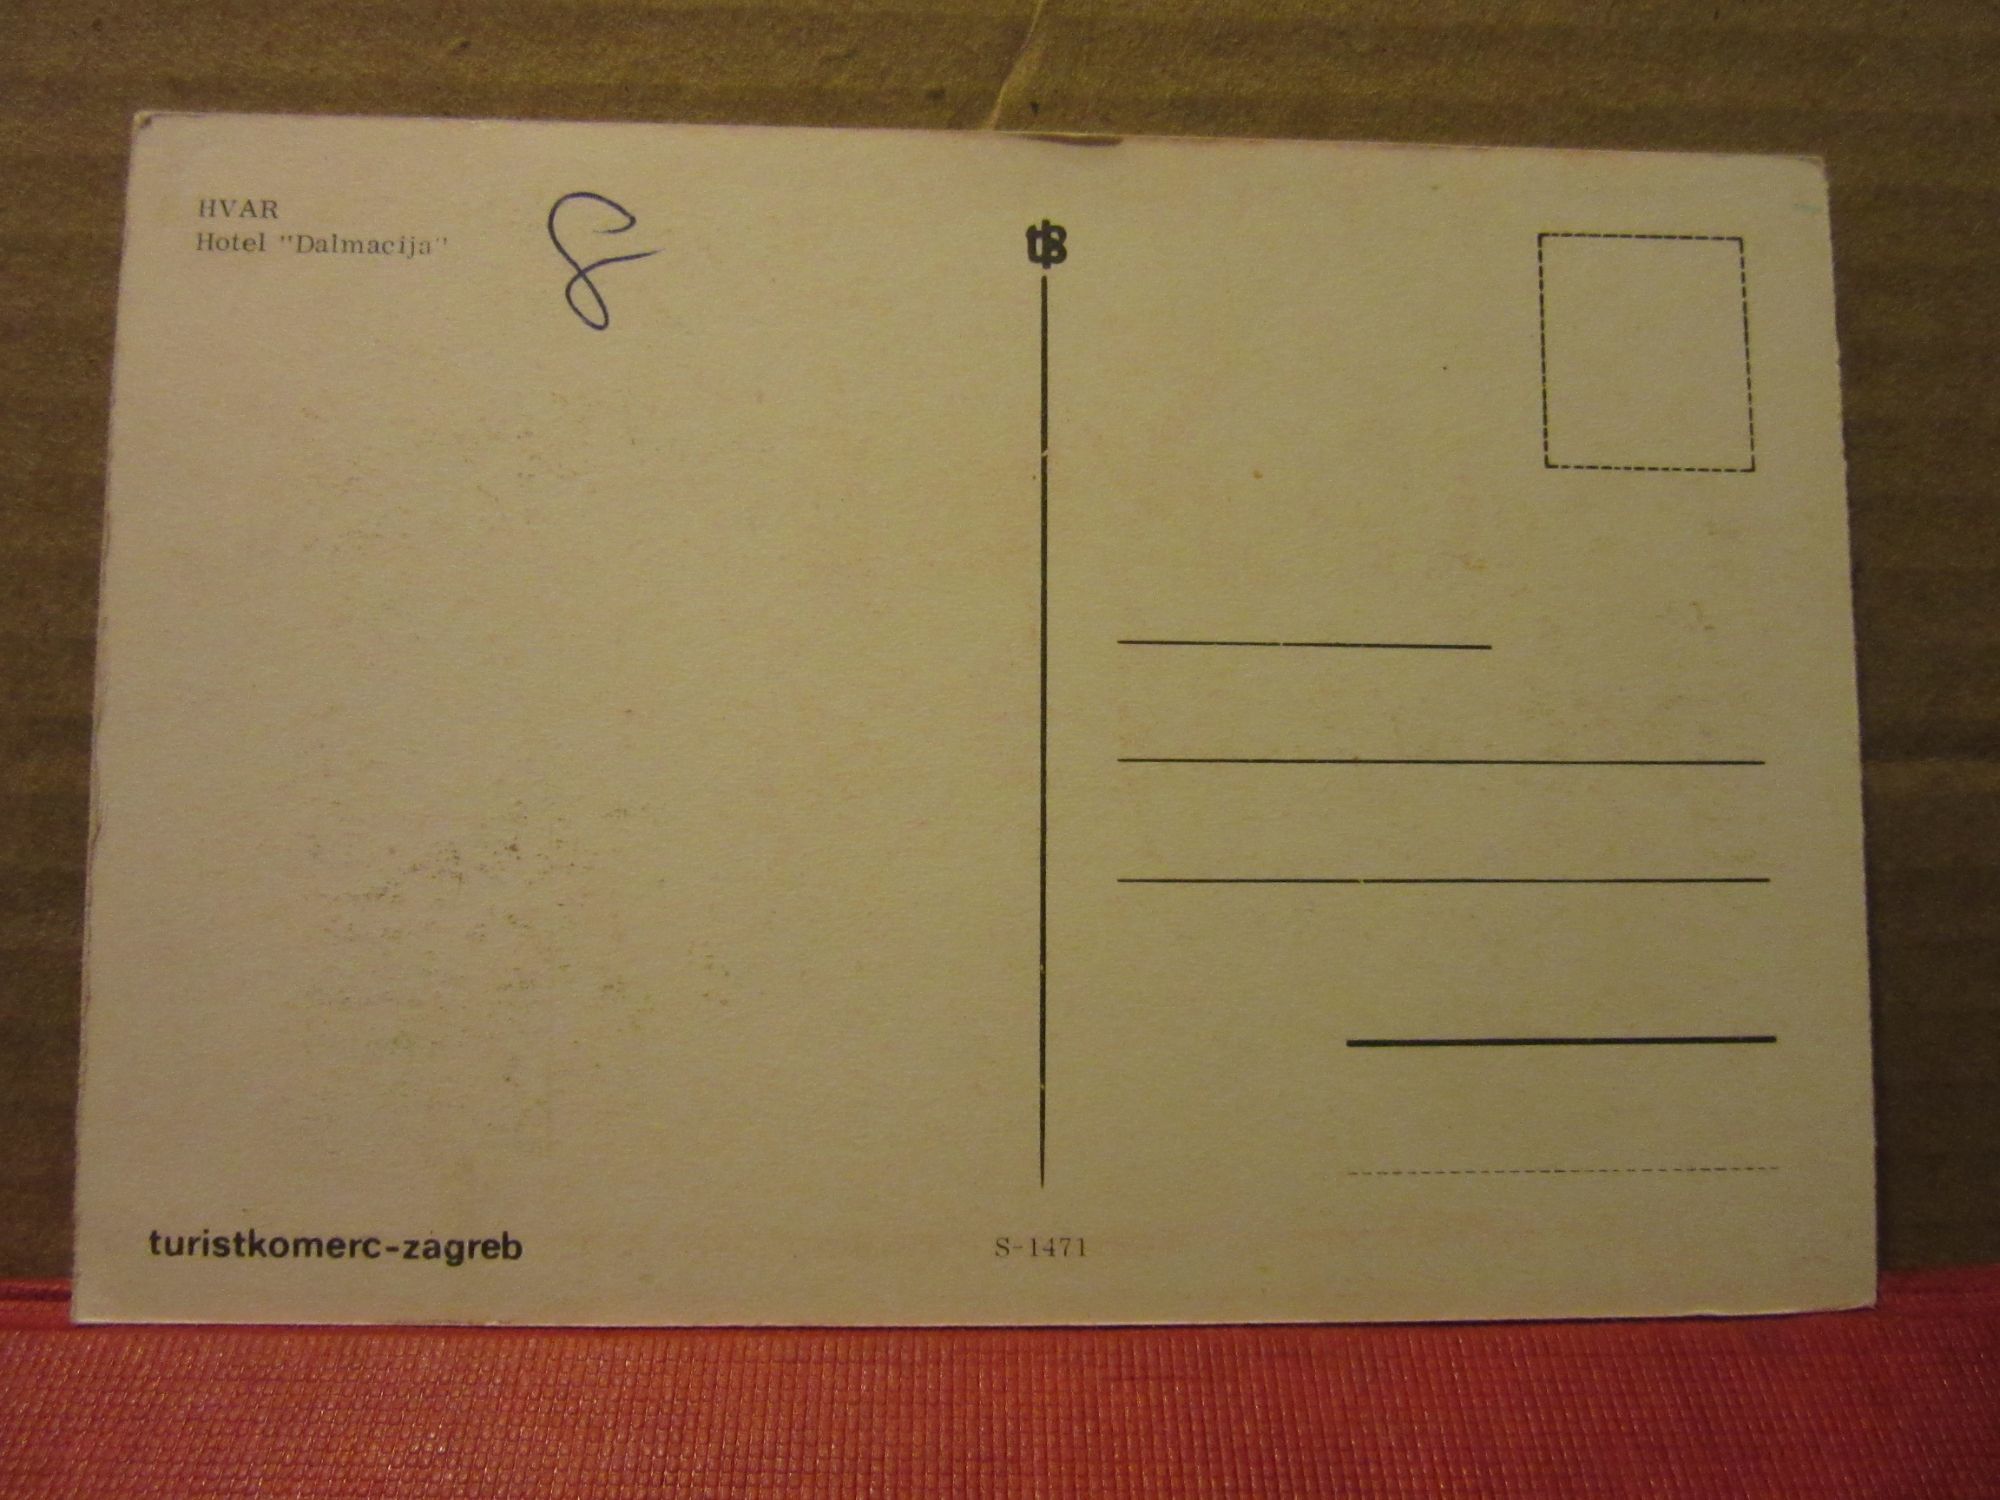 HVAR
Hotel "Dalmacija"
8
turistkomerc-zagreb
S-1471